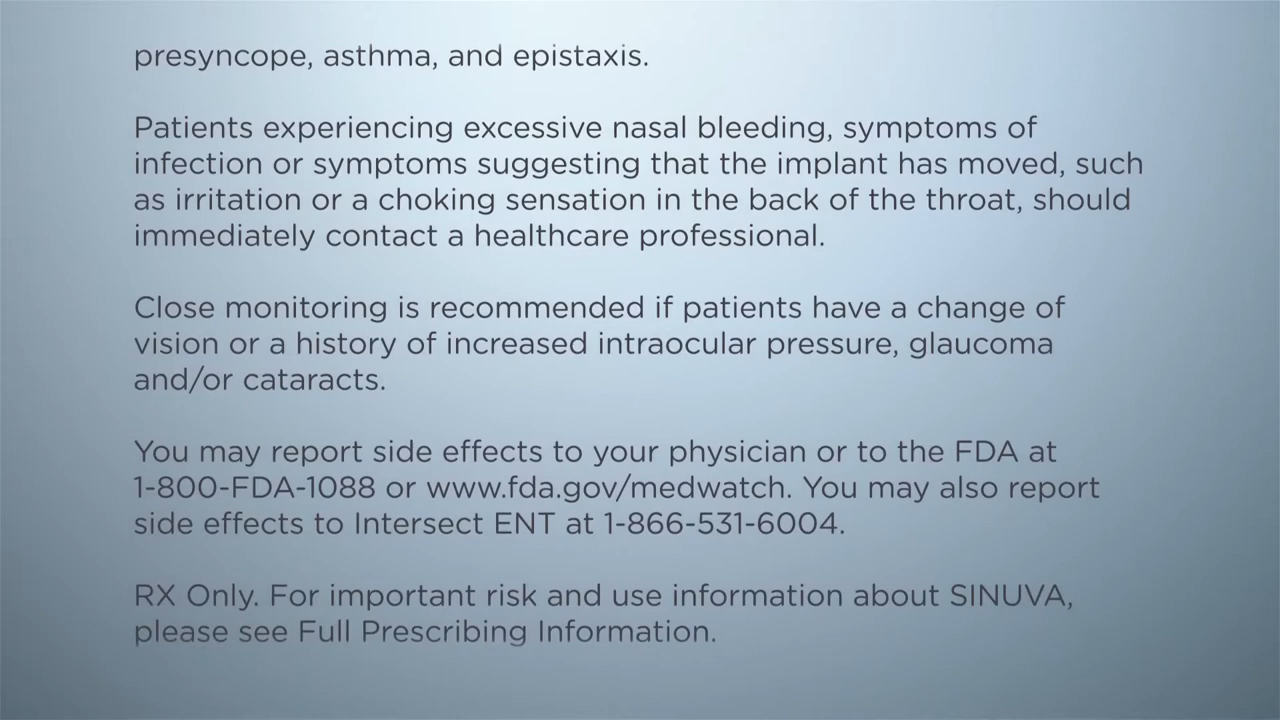 presyncope, asthma, and epistaxis.
Patients experiencing excessive nasal bleeding, symptoms of
infection or symptoms suggesting that the implant has moved, such
as irritation or a choking sensation in the back of the throat, should
immediately contact a healthcare professional.
Close monitoring is recommended if patients have a change of
vision or a history of increased intraocular pressure, glaucoma
and/or cataracts.
You may report side effects to your physician or to the FDA at
1-800-FDA-1088 or www.fda.gov/medwatch. You may also report
side effects to Intersect ENT at 1-866-531-6004.
RX Only. For important risk and use information about SINUVA,
please see Full Prescribing Information.